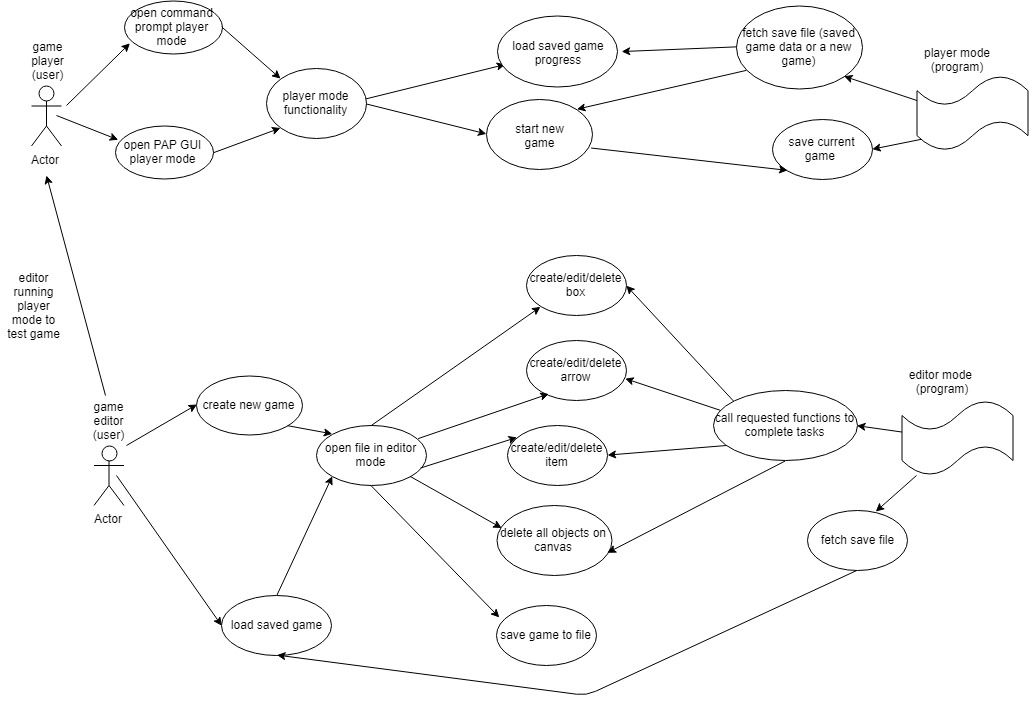 open command
prompt player
mode
game
player
(user)
Actor
open PAP GUI
player mode
player mode
functionality
load saved game
progress
start new
game
fetch save file (saved
game data or a new
game)
save current
game
player mode
(program)
editor
running
player
mode to
test game
game
editor
(user)
Actor
create new game
load saved game
open file in editor
mode
create/edit/delete
box
create/edit/delete
arrow
create/edit/delete
item
delete all objects on
canvas
save game to file
call requested functions to
complete tasks
editor mode
(program)
fetch save file